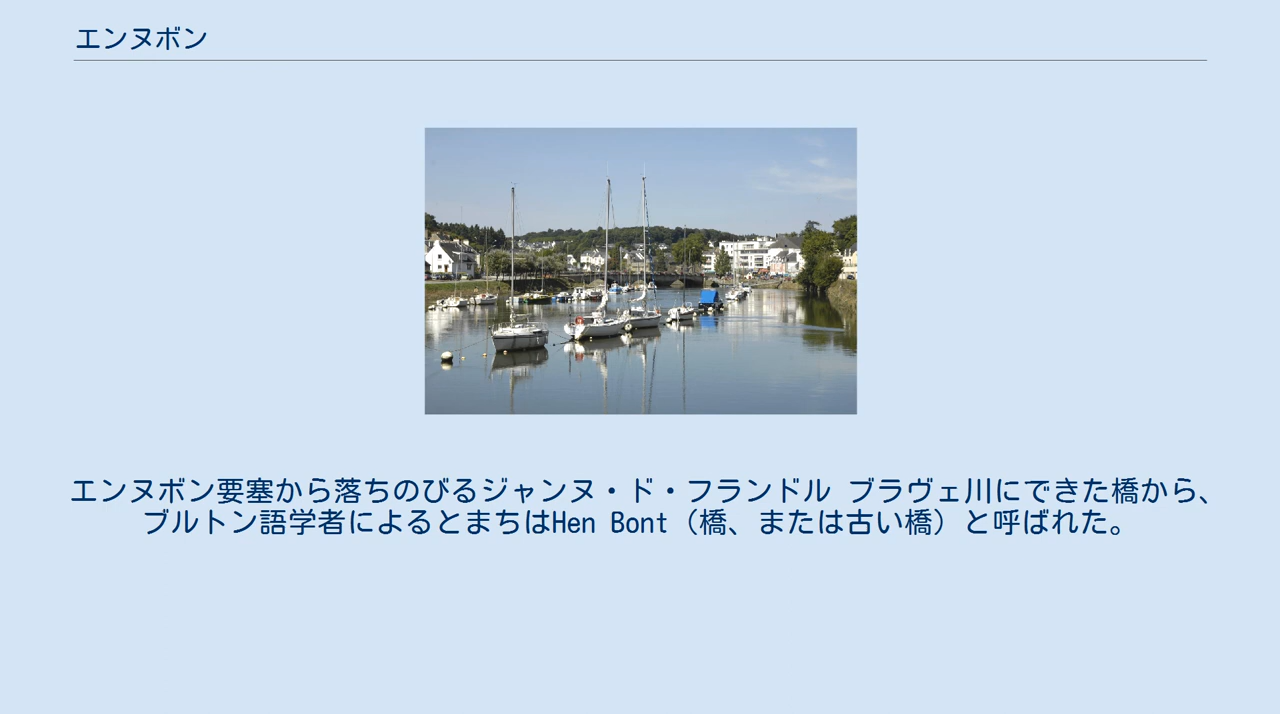 エンヌボン
エンヌボン要塞から落ちのびるジャンヌ・ド・フランドル ブラヴェ川にできた橋から、
ブルトン語学者によるとまちはHen Bont（橋、または古い橋）と呼ばれた。